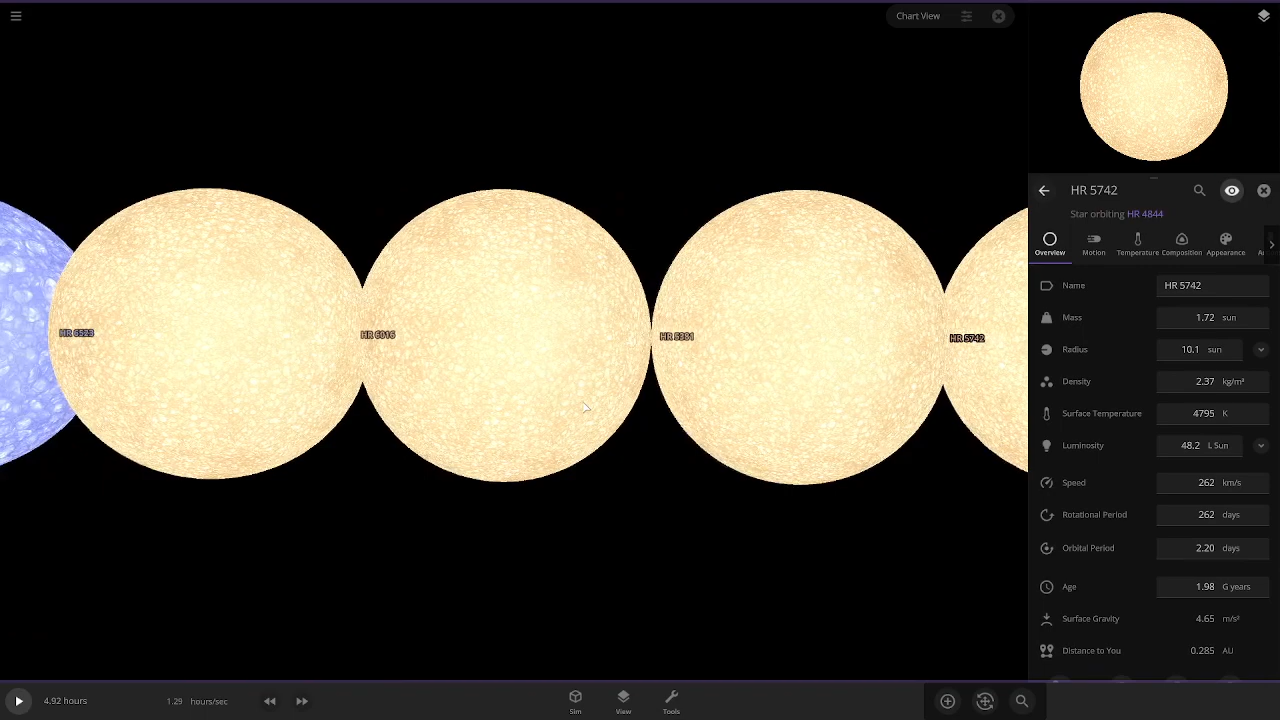 Chart View
HR 6523
HR 6016
HR 5381
HR 5742
HR 5742
Star orbiting HR 4844
Overview Motion Temperature Composition Appearance
Name HR 5742
Mass 1.72 sun
Radius 10.1 sun
Density 2.37 kg/m³
Surface Temperature 4795 K
Luminosity 48.2 L Sun
Speed 262 km/s
Rotational Period 262 days
Orbital Period 2.20 days
Age 1.98 G years
Surface Gravity 4.65 m/s²
Distance to You 0.285 AU
4.92 hours 1.29 hours/sec
Sim View Tools